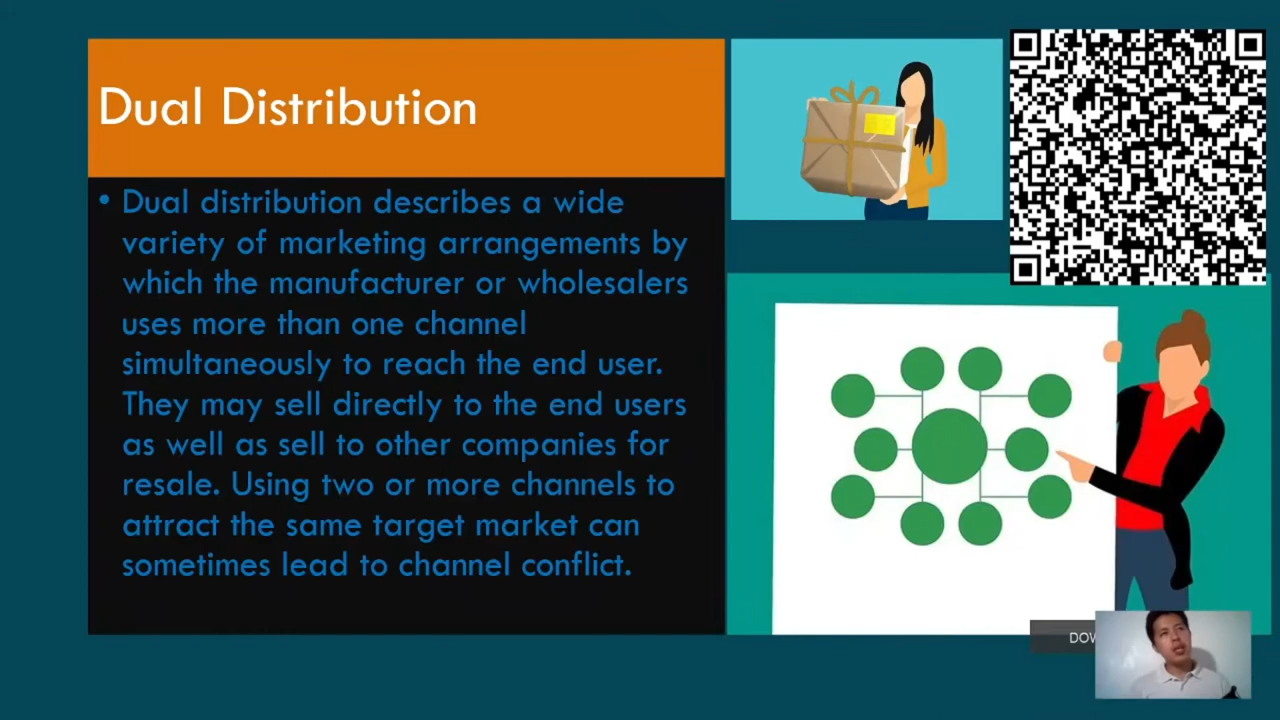 Dual Distribution
• Dual distribution describes a wide
variety of marketing arrangements by
which the manufacturer or wholesalers
uses more than one channel
simultaneously to reach the end user.
They may sell directly to the end users
as well as sell to other companies for
resale. Using two or more channels to
attract the same target market can
sometimes lead to channel conflict.